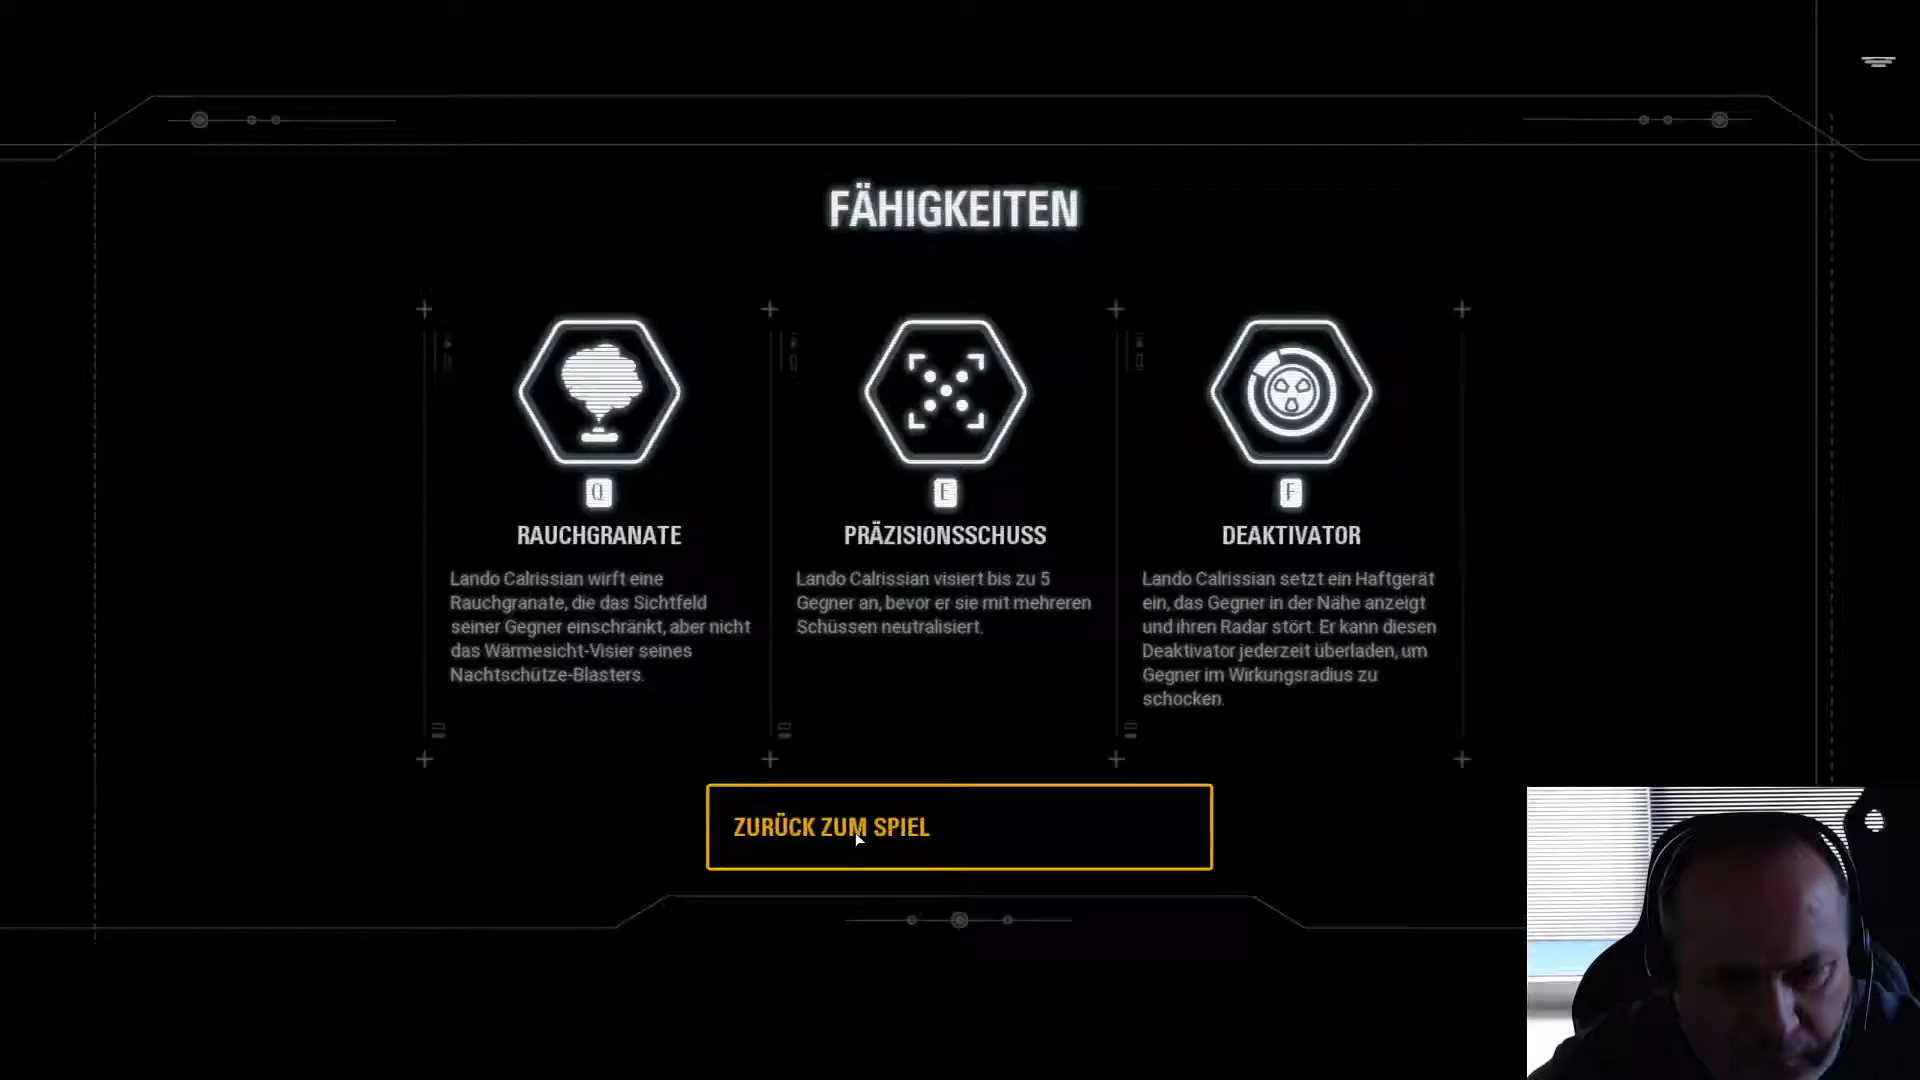 FÄHIGKEITEN
Q
RAUCHGRANATE
Lando Calrissian wirft eine
Rauchgranate, die das Sichtfeld
seiner Gegner einschränkt, aber nicht
das Wärmesicht-Visier seines
Nachtschütze-Blasters.
E
PRÄZISIONSSCHUSS
Lando Calrissian visiert bis zu 5
Gegner an, bevor er sie mit mehreren
Schüssen neutralisiert.
F
DEAKTIVATOR
Lando Calrissian setzt ein Haftgerät
ein, das Gegner in der Nähe anzeigt
und ihren Radar stört. Er kann diesen
Deaktivator jederzeit überladen, um
Gegner im Wirkungsradius zu
schocken.
ZURÜCK ZUM SPIEL